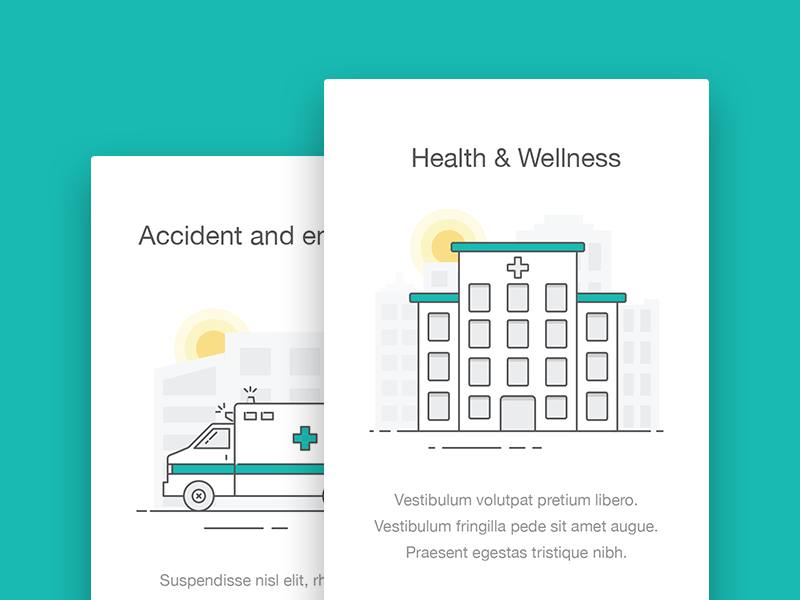 Health & Wellness
Vestibulum volutpat pretium libero.
Vestibulum fringilla pede sit amet augue.
Praesent egestas tristique nibh.
Accident and
Suspendisse nisl elit,